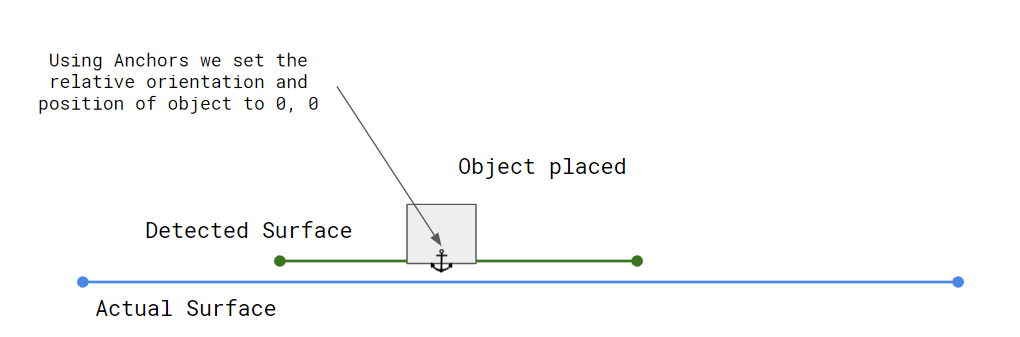 Using Anchors we set the
relative orientation and
position of object to 0, 0
Object placed
Detected Surface
Actual Surface